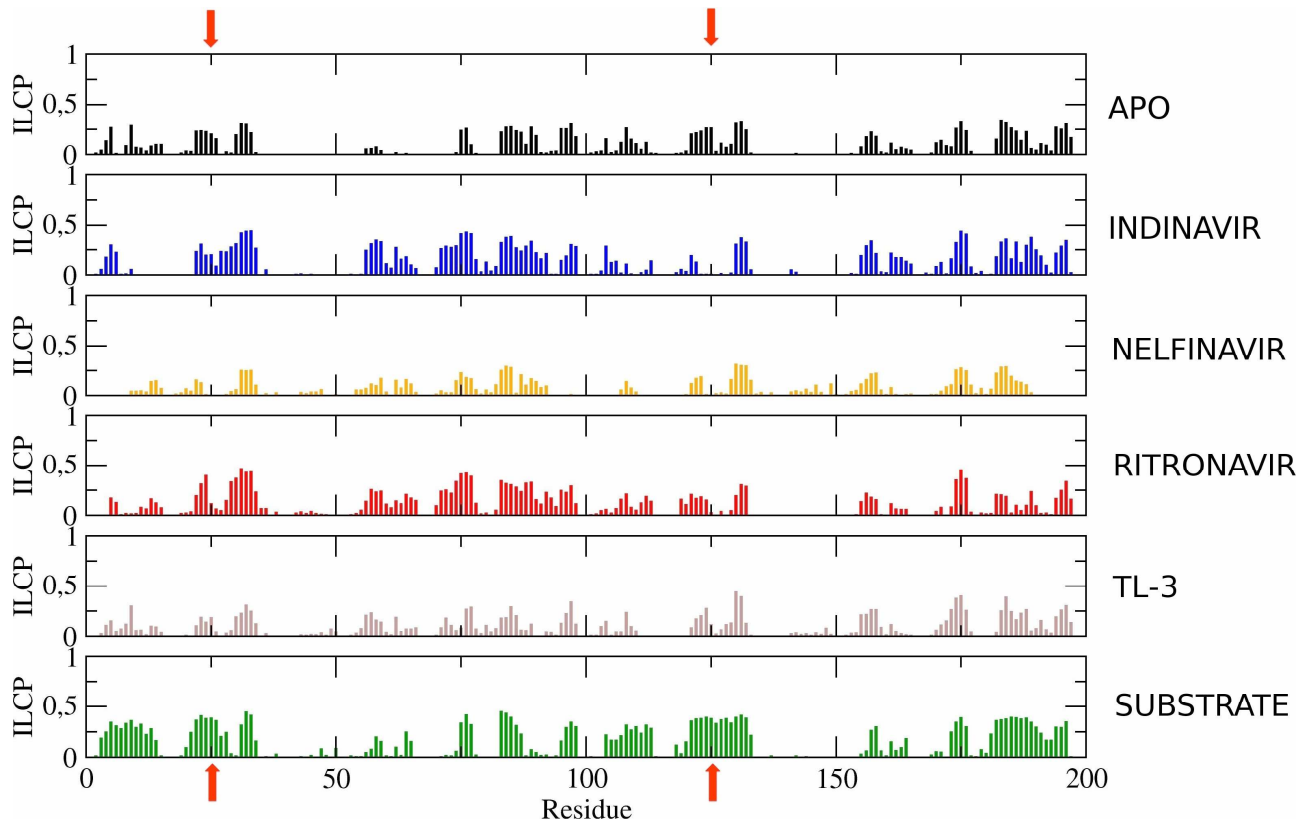 1
ILCP
0,5
0
APO
1
ILCP
0,5
0
INDINAVIR
1
ILCP
0,5
0
NELFINAVIR
1
ILCP
0,5
0
RITRONAVIR
1
ILCP
0,5
0
TL-3
1
ILCP
0,5
0
SUBSTRATE
0 50 100 150 200
Residue